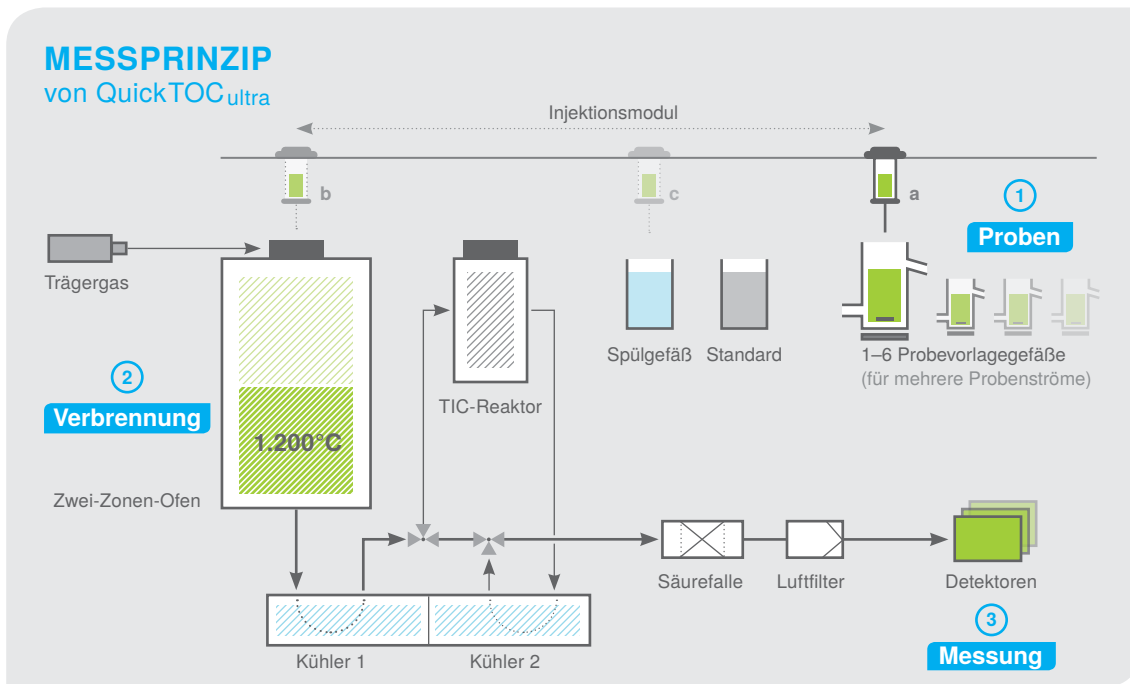 MESSPRINZIP
von QuickTOCultra
Injektionsmodul
b
c
a
1
Proben
Trägergas
Spülgefäß
Standard
1–6 Probevorlagegefäße
(für mehrere Probenströme)
2
Verbrennung
1.200°C
TIC-Reaktor
Zwei-Zonen-Ofen
Säurefalle
Luftfilter
Detektoren
3
Messung
Kühler 1
Kühler 2